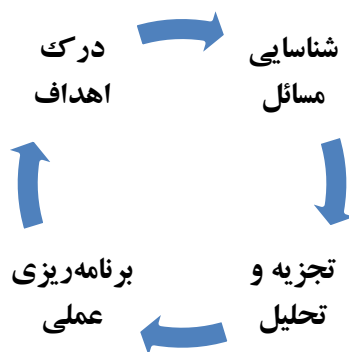 شناسایی
مسائل
تجزیه و
تحلیل
برنامه‌ریزی
عملی
درک
اهداف